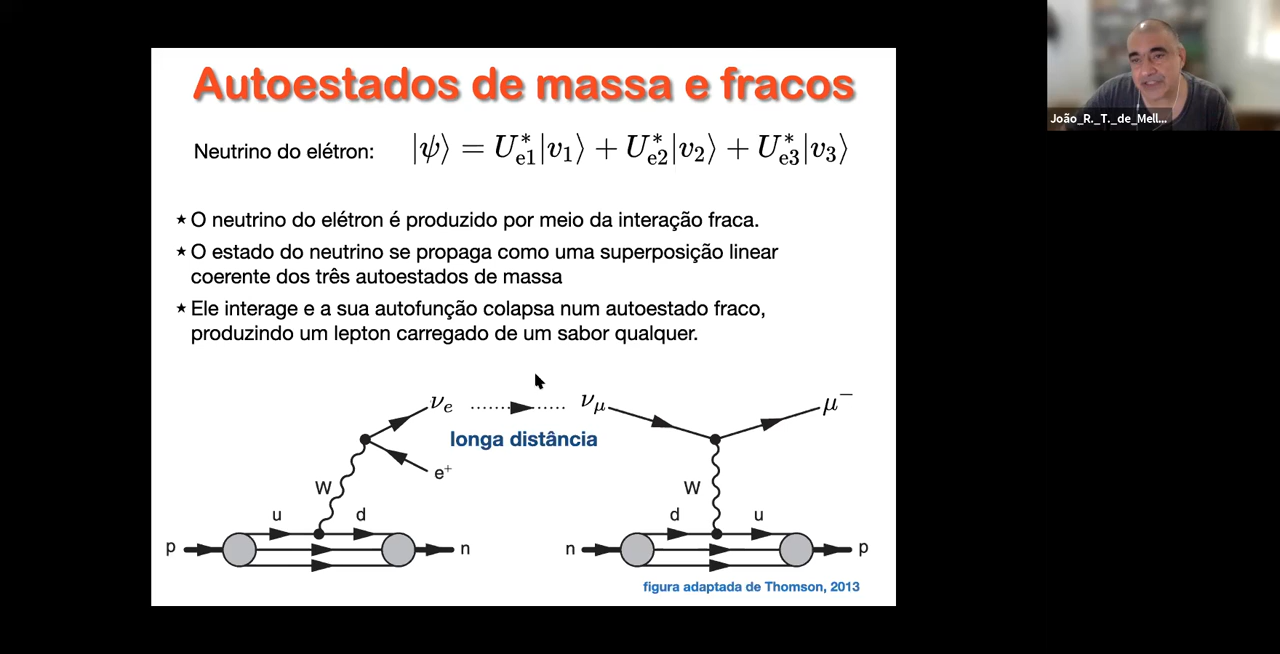 Autoestados de massa e fracos
João_R._T._de_Mell...
Neutrino do elétron: |ψ⟩ = U*e1|ν1⟩ + U*e2|ν2⟩ + U*e3|ν3⟩
★ O neutrino do elétron é produzido por meio da interação fraca.
★ O estado do neutrino se propaga como uma superposição linear
coerente dos três autoestados de massa
★ Ele interage e a sua autofunção colapsa num autoestado fraco,
produzindo um lepton carregado de um sabor qualquer.
νe
νμ
μ−
longa distância
e+
W
W
u
d
d
u
p
n
n
p
figura adaptada de Thomson, 2013